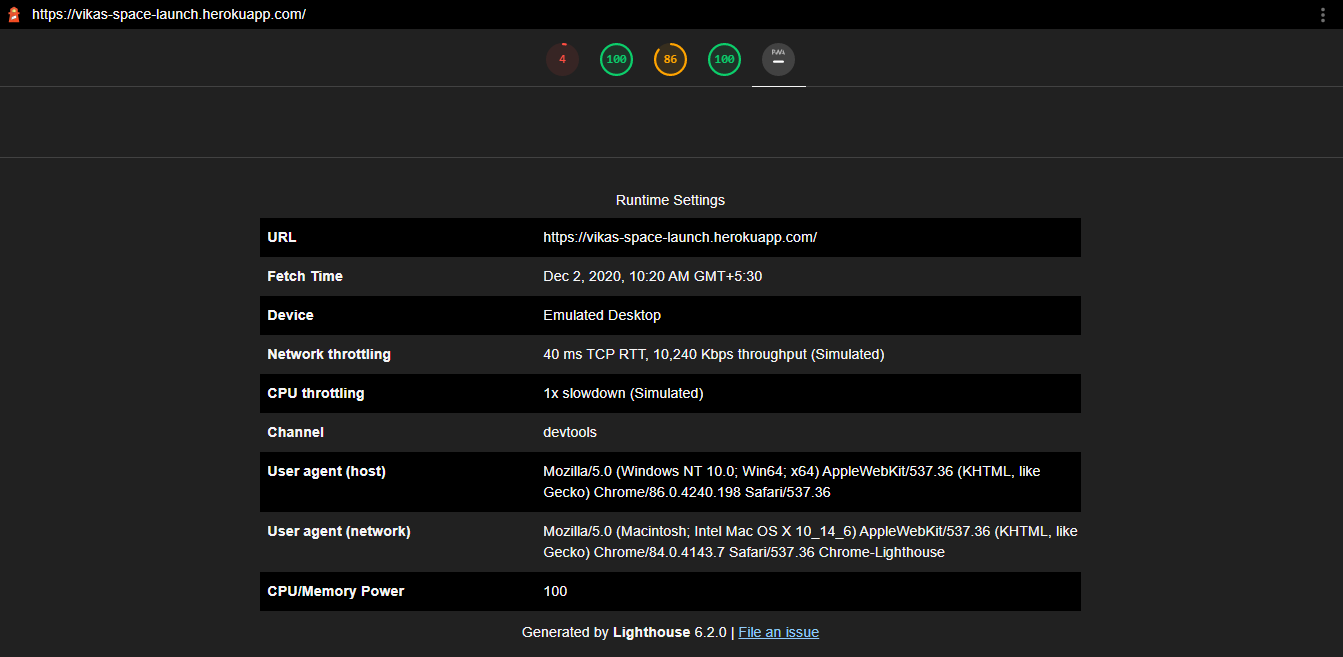 https://vikas-space-launch.herokuapp.com/
4 100 86 100 PWA
Runtime Settings
URL https://vikas-space-launch.herokuapp.com/
Fetch Time Dec 2, 2020, 10:20 AM GMT+5:30
Device Emulated Desktop
Network throttling 40 ms TCP RTT, 10,240 Kbps throughput (Simulated)
CPU throttling 1x slowdown (Simulated)
Channel devtools
User agent (host) Mozilla/5.0 (Windows NT 10.0; Win64; x64) AppleWebKit/537.36 (KHTML, like
Gecko) Chrome/86.0.4240.198 Safari/537.36
User agent (network) Mozilla/5.0 (Macintosh; Intel Mac OS X 10_14_6) AppleWebKit/537.36 (KHTML, like
Gecko) Chrome/84.0.4143.7 Safari/537.36 Chrome-Lighthouse
CPU/Memory Power 100
Generated by Lighthouse 6.2.0 | File an issue